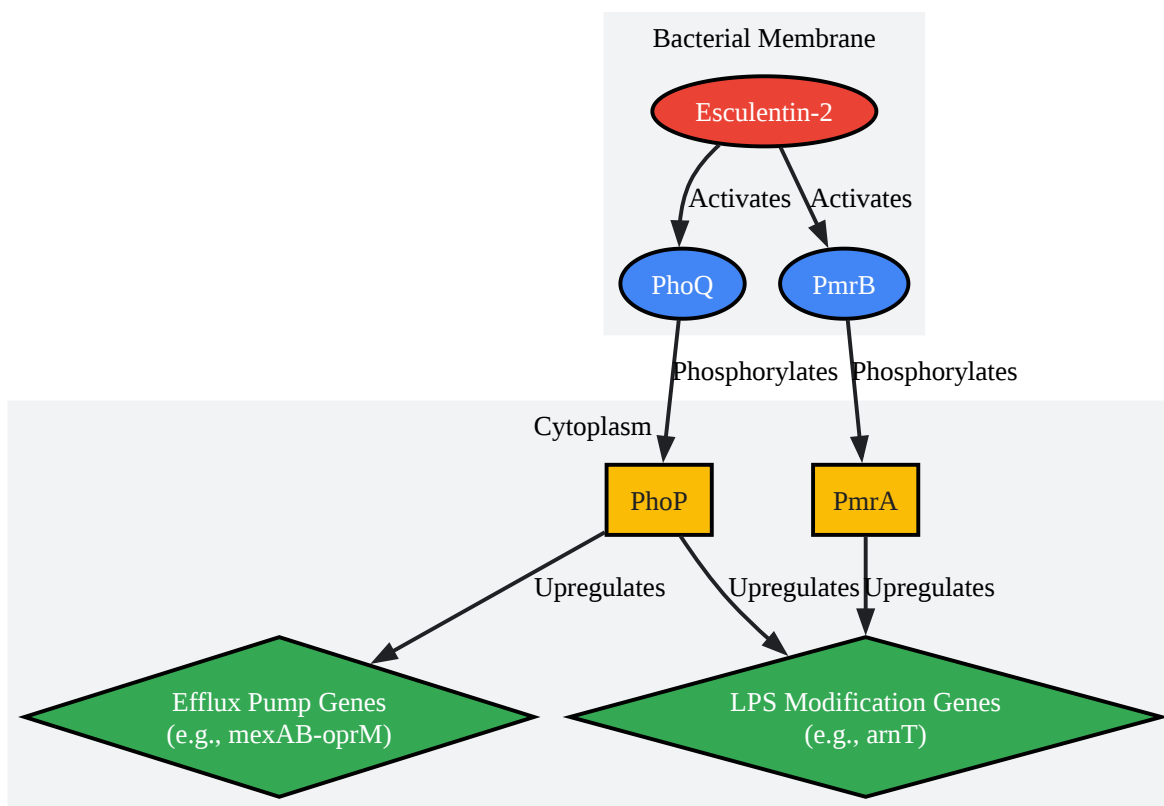 Bacterial Membrane
Esculentin-2
Activates
Activates
PhoQ
PmrB
Phosphorylates
Phosphorylates
Cytoplasm
PhoP
PmrA
Upregulates
Upregulates
Upregulates
Efflux Pump Genes
(e.g., mexAB-oprM)
LPS Modification Genes
(e.g., arnT)